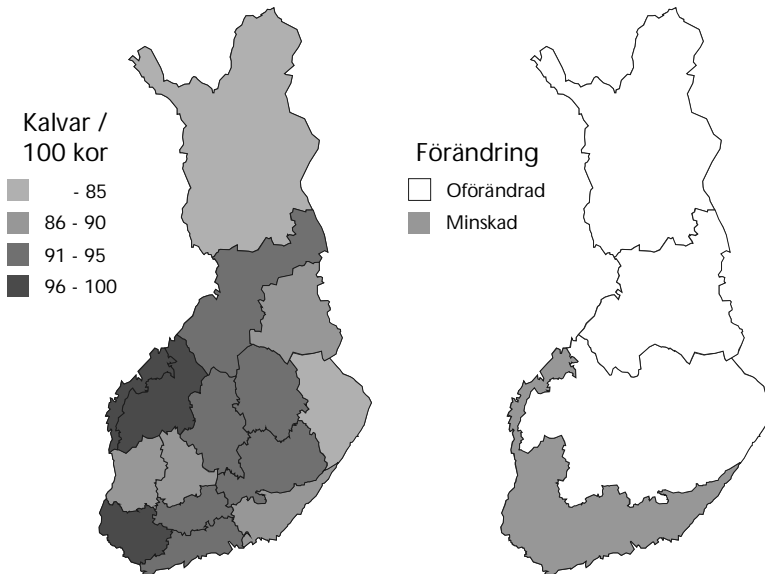 Kalvar /
100 kor
- 85
86 - 90
91 - 95
96 - 100
Förändring
Oförändrad
Minskad